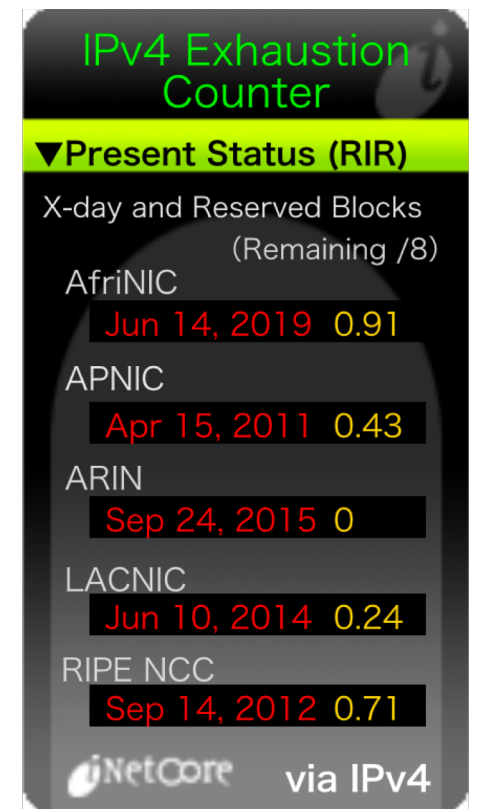 IPv4 Exhaustion
Counter
▼Present Status (RIR)
X-day and Reserved Blocks
(Remaining /8)
AfriNIC
Jun 14, 2019 0.91
APNIC
Apr 15, 2011 0.43
ARIN
Sep 24, 2015 0
LACNIC
Jun 10, 2014 0.24
RIPE NCC
Sep 14, 2012 0.71
iNetCore via IPv4